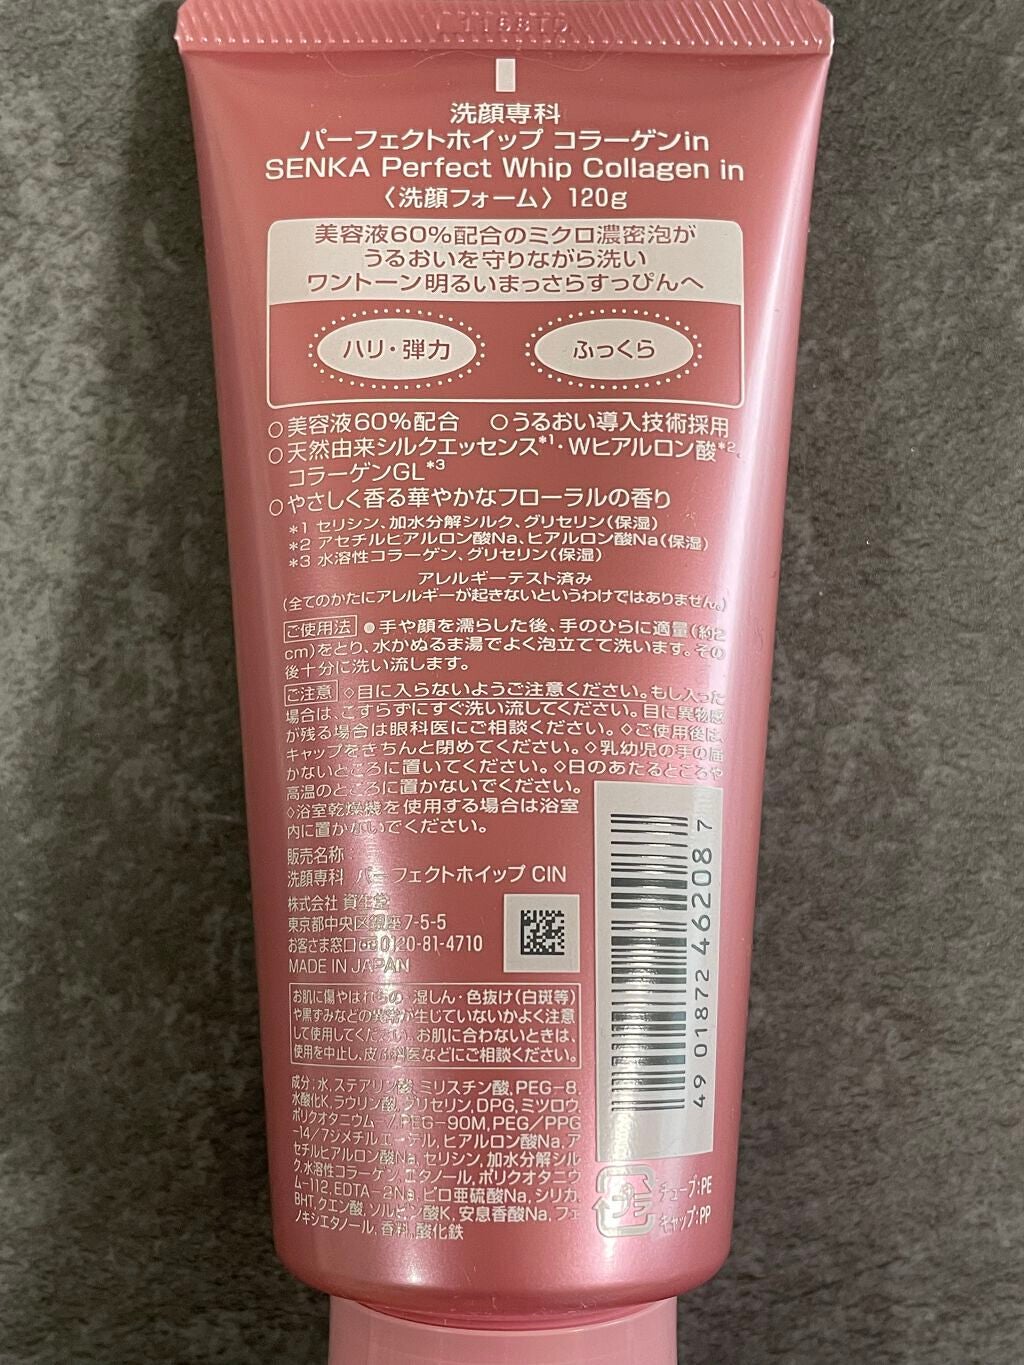 洗顔専科
パーフェクトホイップ コラーゲンin
SENKA Perfect Whip Collagen in
〈洗顔フォーム〉 120g
美容液60%配合のミクロ濃密泡が
うるおいを守りながら洗い
ワントーン明るいまっさらすっぴんへ
ハリ・弾力 ふっくら
○美容液60%配合 ○うるおい導入技術採用
○天然由来シルクエッセンス*1・Wヒアルロン酸*2、
コラーゲンGL*3
○やさしく香る華やかなフローラルの香り
*1 セリシン、加水分解シルク、グリセリン(保湿)
*2 アセチルヒアルロン酸Na、ヒアルロン酸Na(保湿)
*3 水溶性コラーゲン、グリセリン(保湿)
アレルギーテスト済み
(全てのかたにアレルギーが起きないというわけではありません。)
ご使用法 ●手や顔を濡らした後、手のひらに適量(約2
cm)をとり、水かぬるま湯でよく泡立てて洗います。その
後十分に洗い流します。
ご注意 ◇目に入らないようご注意ください。もし入った
場合は、こすらずにすぐ洗い流してください。目に異物感
が残る場合は眼科医にご相談ください。◇ご使用後は、
キャップをきちんと閉めてください。◇乳幼児の手の届
かないところに置いてください。◇日のあたるところや
高温のところに置かないでください。
◇浴室乾燥機を使用する場合は浴室
内に置かないでください。
販売名称
洗顔専科 パーフェクトホイップ CIN
株式会社 資生堂
東京都中央区銀座7-5-5
お客さま窓口 0120-81-4710
MADE IN JAPAN
お肌に傷やはれもの・湿しん・色抜け(白斑等)
や黒ずみなどの異常が生じていないかよく注意
して使用してください。お肌に合わないときは、
使用を中止し、皮ふ科医などにご相談ください。
成分:水,ステアリン酸,ミリスチン酸,PEG-8,
水酸化K,ラウリン酸,グリセリン,DPG,ミツロウ,
ポリクオタニウム-7,PEG-90M,PEG/PPG
-14/7ジメチルエーテル,ヒアルロン酸Na,ア
セチルヒアルロン酸Na,セリシン,加水分解シル
ク,水溶性コラーゲン,エタノール,ポリクオタニウ
ム-112,EDTA-2Na,ピロ亜硫酸Na,シリカ,
BHT,クエン酸,ソルビン酸K,安息香酸Na,フェ
ノキシエタノール,香料,酸化鉄
4 901872 462087
プラ
チューブ:PE
キャップ:PP